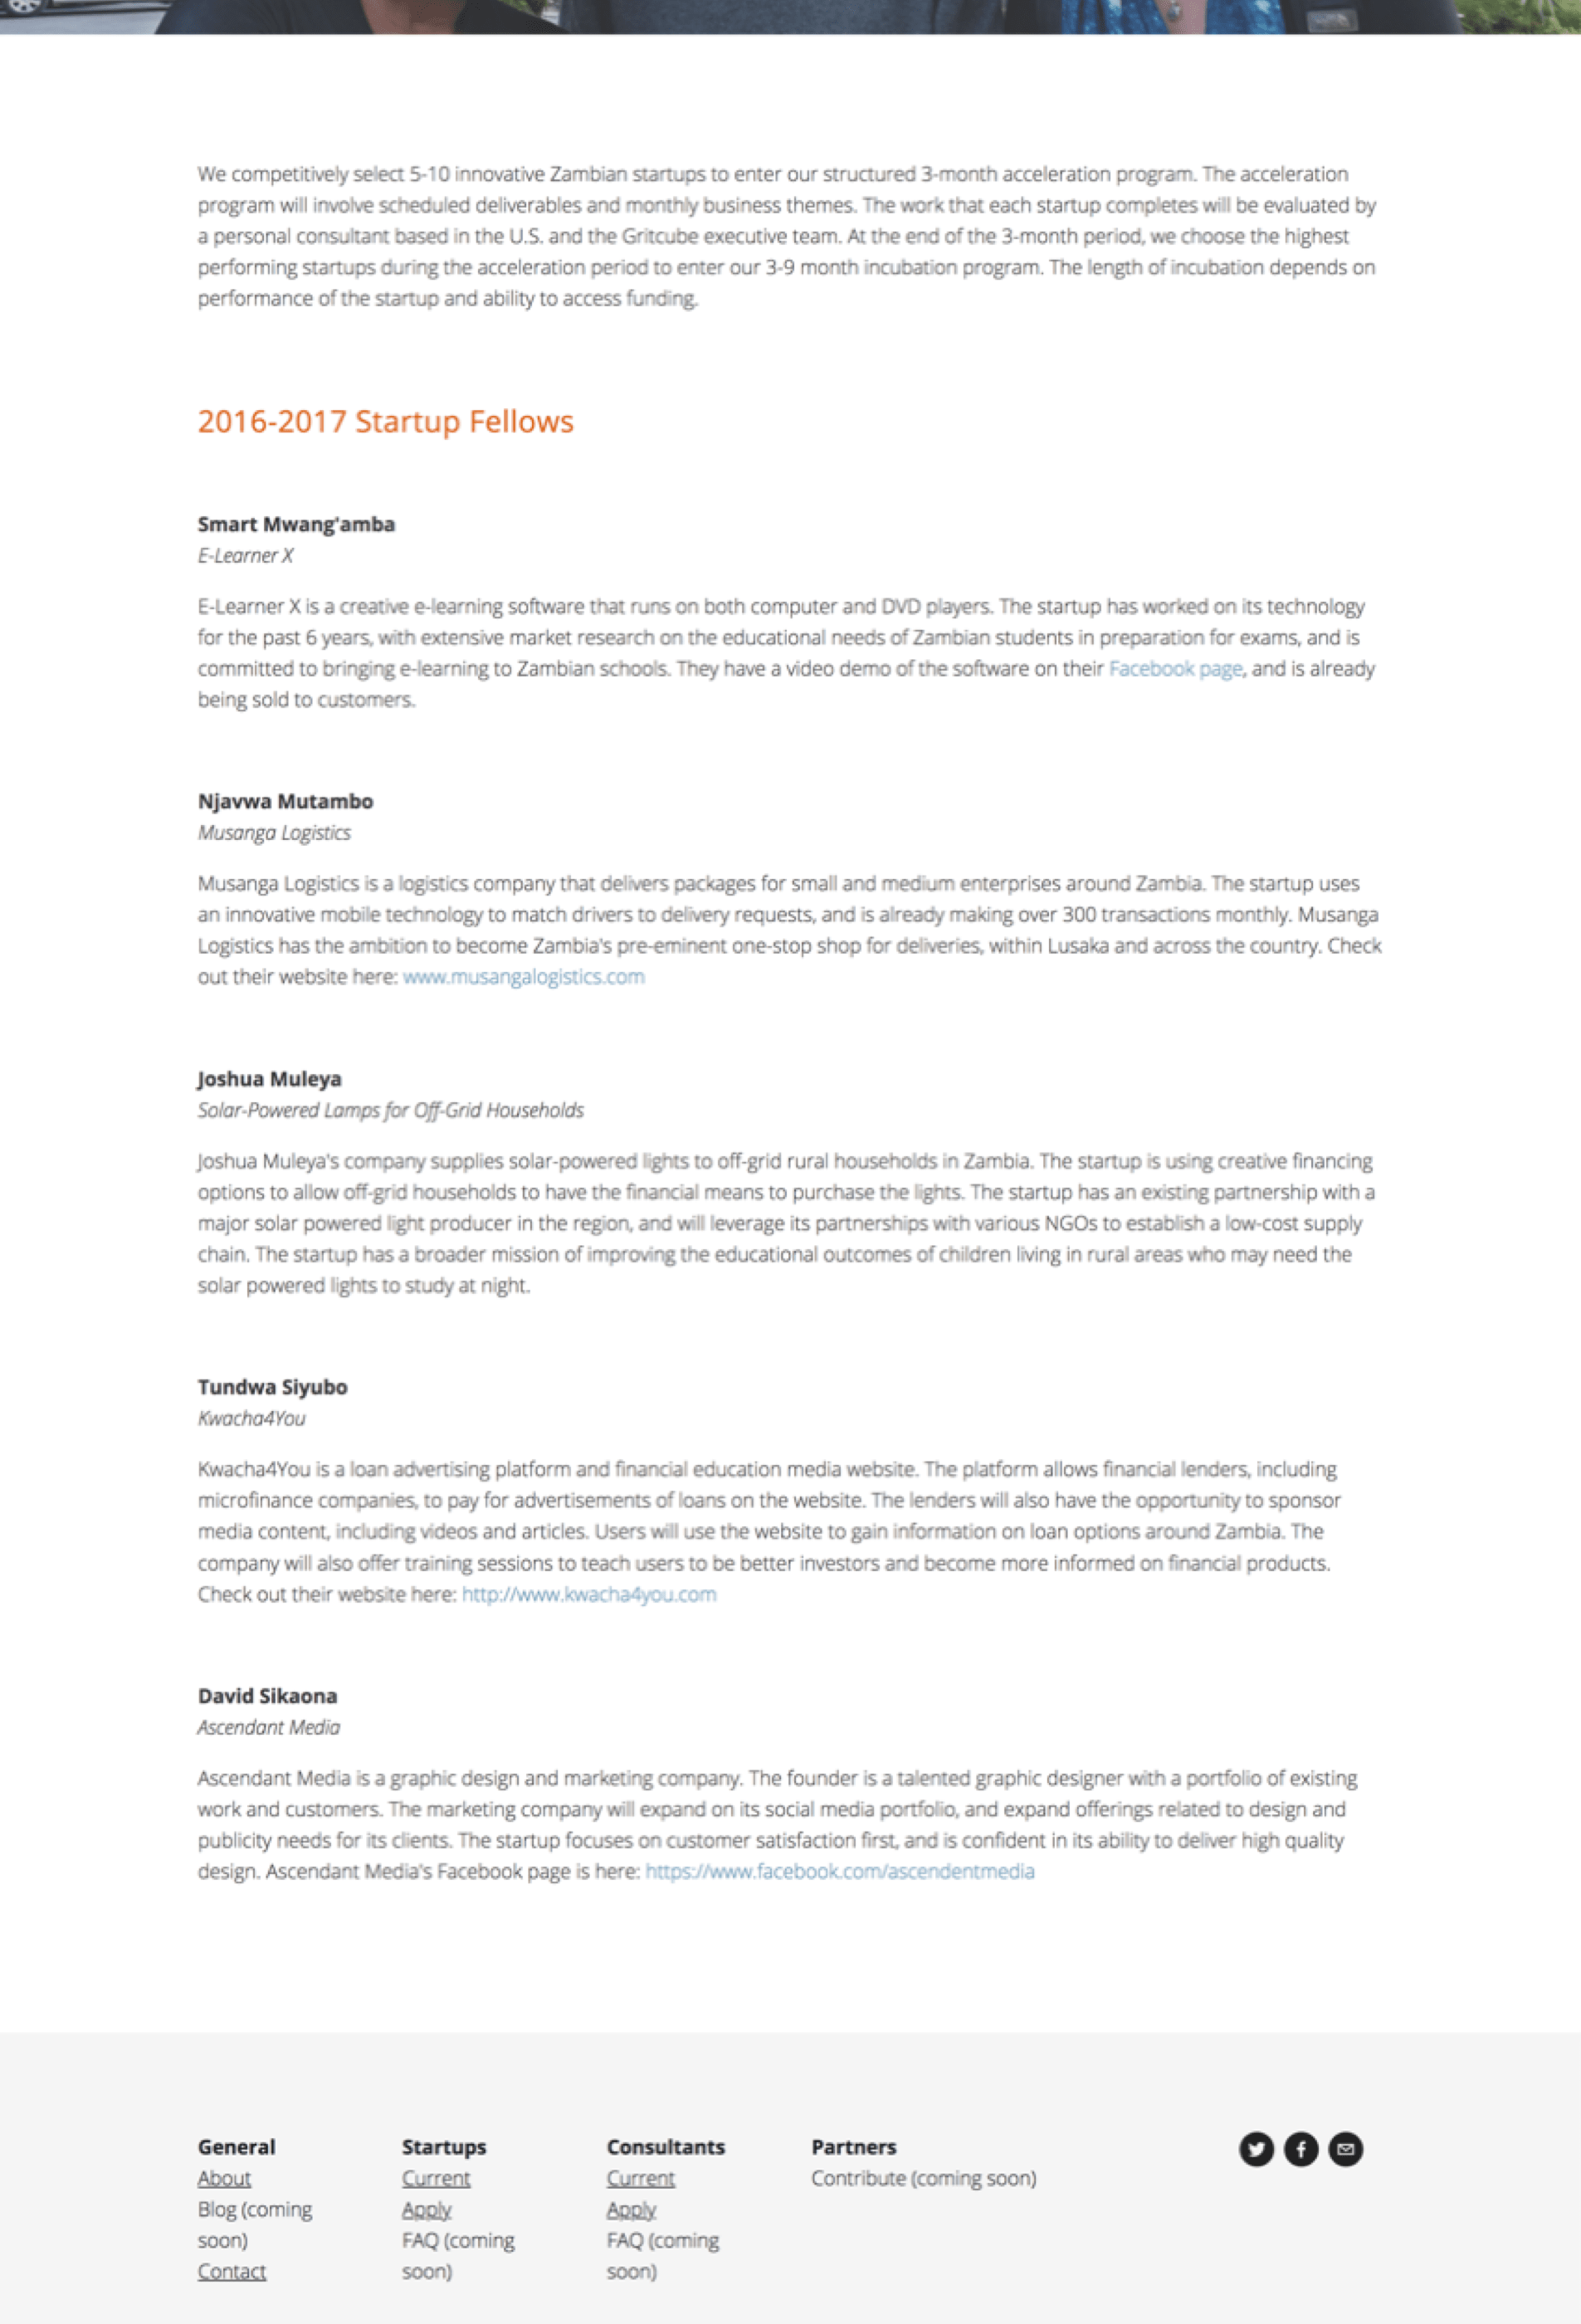 We competitively select 5-10 innovative Zambian startups to enter our structured 3-month acceleration program. The acceleration
program will involve scheduled deliverables and monthly business themes. The work that each startup completes will be evaluated by
a personal consultant based in the U.S. and the Gritcube executive team. At the end of the 3-month period, we choose the highest
performing startups during the acceleration period to enter our 3-9 month incubation program. The length of incubation depends on
performance of the startup and ability to access funding.
2016-2017 Startup Fellows
Smart Mwang'amba
E-Learner X
E-Learner X is a creative e-learning software that runs on both computer and DVD players. The startup has worked on its technology
for the past 6 years, with extensive market research on the educational needs of Zambian students in preparation for exams, and is
committed to bringing e-learning to Zambian schools. They have a video demo of the software on their Facebook page, and is already
being sold to customers.
Njavwa Mutambo
Musanga Logistics
Musanga Logistics is a logistics company that delivers packages for small and medium enterprises around Zambia. The startup uses
an innovative mobile technology to match drivers to delivery requests, and is already making over 300 transactions monthly. Musanga
Logistics has the ambition to become Zambia's pre-eminent one-stop shop for deliveries, within Lusaka and across the country. Check
out their website here: www.musangalogistics.com
Joshua Muleya
Solar-Powered Lamps for Off-Grid Households
Joshua Muleya's company supplies solar-powered lights to off-grid rural households in Zambia. The startup is using creative financing
options to allow off-grid households to have the financial means to purchase the lights. The startup has an existing partnership with a
major solar powered light producer in the region, and will leverage its partnerships with various NGOs to establish a low-cost supply
chain. The startup has a broader mission of improving the educational outcomes of children living in rural areas who may need the
solar powered lights to study at night.
Tundwa Siyubo
Kwacha4You
Kwacha4You is a loan advertising platform and financial education media website. The platform allows financial lenders, including
microfinance companies, to pay for advertisements of loans on the website. The lenders will also have the opportunity to sponsor
media content, including videos and articles. Users will use the website to gain information on loan options around Zambia. The
company will also offer training sessions to teach users to be better investors and become more informed on financial products.
Check out their website here: http://www.kwacha4you.com
David Sikaona
Ascendant Media
Ascendant Media is a graphic design and marketing company. The founder is a talented graphic designer with a portfolio of existing
work and customers. The marketing company will expand on its social media portfolio, and expand offerings related to design and
publicity needs for its clients. The startup focuses on customer satisfaction first, and is confident in its ability to deliver high quality
design. Ascendant Media's Facebook page is here: https://www.facebook.com/ascendentmedia
General
About
Blog (coming
soon)
Contact
Startups
Current
Apply
FAQ (coming
soon)
Consultants
Current
Apply
FAQ (coming
soon)
Partners
Contribute (coming soon)